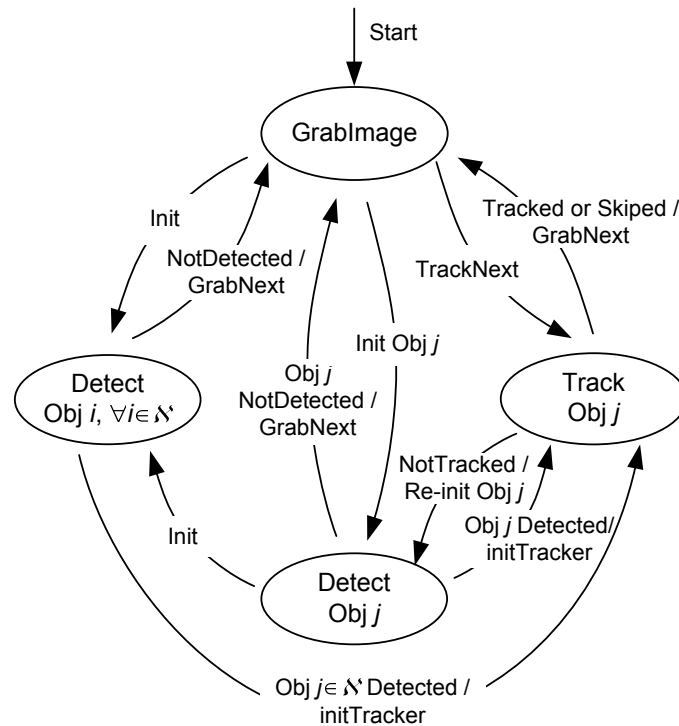 Start
GrabImage
Init
NotDetected /
GrabNext
Tracked or Skiped /
GrabNext
TrackNext
Init Obj j
Obj j
NotDetected /
GrabNext
Detect
Obj i, ∀i∈ℵ
Track
Obj j
NotTracked /
Re-init Obj j
Obj j Detected/
initTracker
Init
Detect
Obj j
Obj j∈ℵ Detected /
initTracker